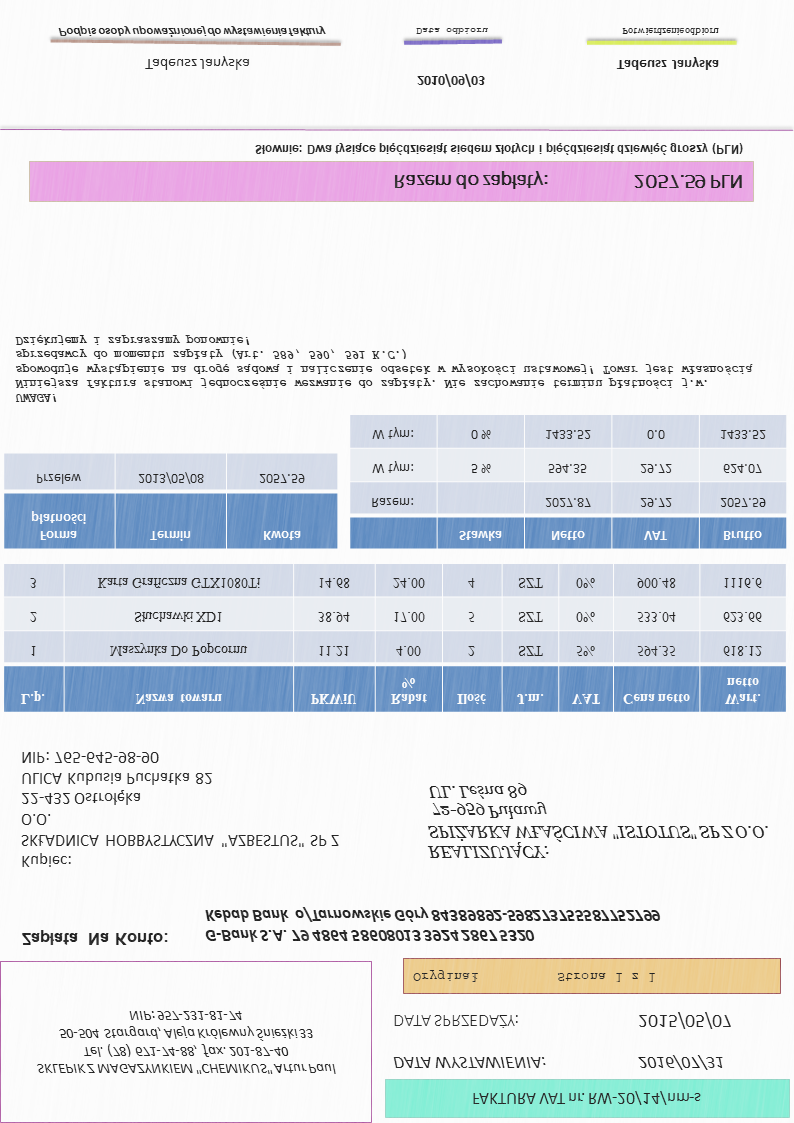 FAKTURA VAT nr. RW-20/14/nm-s
SKLEPIK Z MAGAZYNKIEM "CHEMIKUS" Artur Paul
Tel. (78) 671-74-88, fax. 201-87-40
50-504 Stargard, Aleja Królewny Śnieżki 33
NIP: 957-231-81-74
DATA WYSTAWIENIA: 2016/07/31
DATA SPRZEDAŻY: 2015/05/07
Oryginał Strona 1 z 1
Zapłata Na Konto: G-Bank S.A. 79 4864 58608013 3924 2867 5320
Kebab Bank o/Tarnowskie Góry 84389892-598273755587752799
Kupiec:
SKŁADNICA HOBBYSTYCZNA "AZBESTUS" SP Z
O.O.
22-432 Ostrołęka
ULICA Kubusia Puchatka 82
NIP: 765-645-98-90
REALIZUJĄCY:
SPIŻARKA WŁAŚCIWA "ISTOTUS" SP Z O.O.
72-959 Puławy
UL. Leśna 89
L.p. Nazwa towaru PKWiU Rabat % Ilość J.m. VAT Cena netto Wart. netto
1 Maszynka Do Popcornu 11.21 4.00 2 SZT 5% 594.35 618.12
2 Słuchawki XD1 38.94 17.00 5 SZT 0% 533.04 623.66
3 Karta Graficzna GTX1080Ti 14.68 24.00 4 SZT 0% 900.48 1116.6
Forma płatności Termin Kwota
Przelew 2013/05/08 2057.59
Stawka Netto VAT Brutto
Razem: 2027.87 29.72 2057.59
W tym: 5 % 594.35 29.72 624.07
W tym: 0 % 1433.52 0.0 1433.52
UWAGA!
Niniejsza faktura stanowi jednocześnie wezwanie do zapłaty. Nie zachowanie terminu płatności j.w.
spowoduje wystąpienie na drogę sądową i naliczenie odsetek w wysokości ustawowej! Towar jest własnością
sprzedawcy do momentu zapłaty (Art. 589, 590, 591 K.C.)
Dziękujemy i zapraszamy ponownie!
Razem do zapłaty: 2057.59 PLN
Słownie: Dwa tysiące pięćdziesiąt siedem złotych i pięćdziesiąt dziewięć groszy (PLN)
Tadeusz Janyska 2010/09/03 Tadeusz Janyska
Podpis osoby upoważnionej do wystawienia faktury Data odbioru Potwierdzenie odbioru